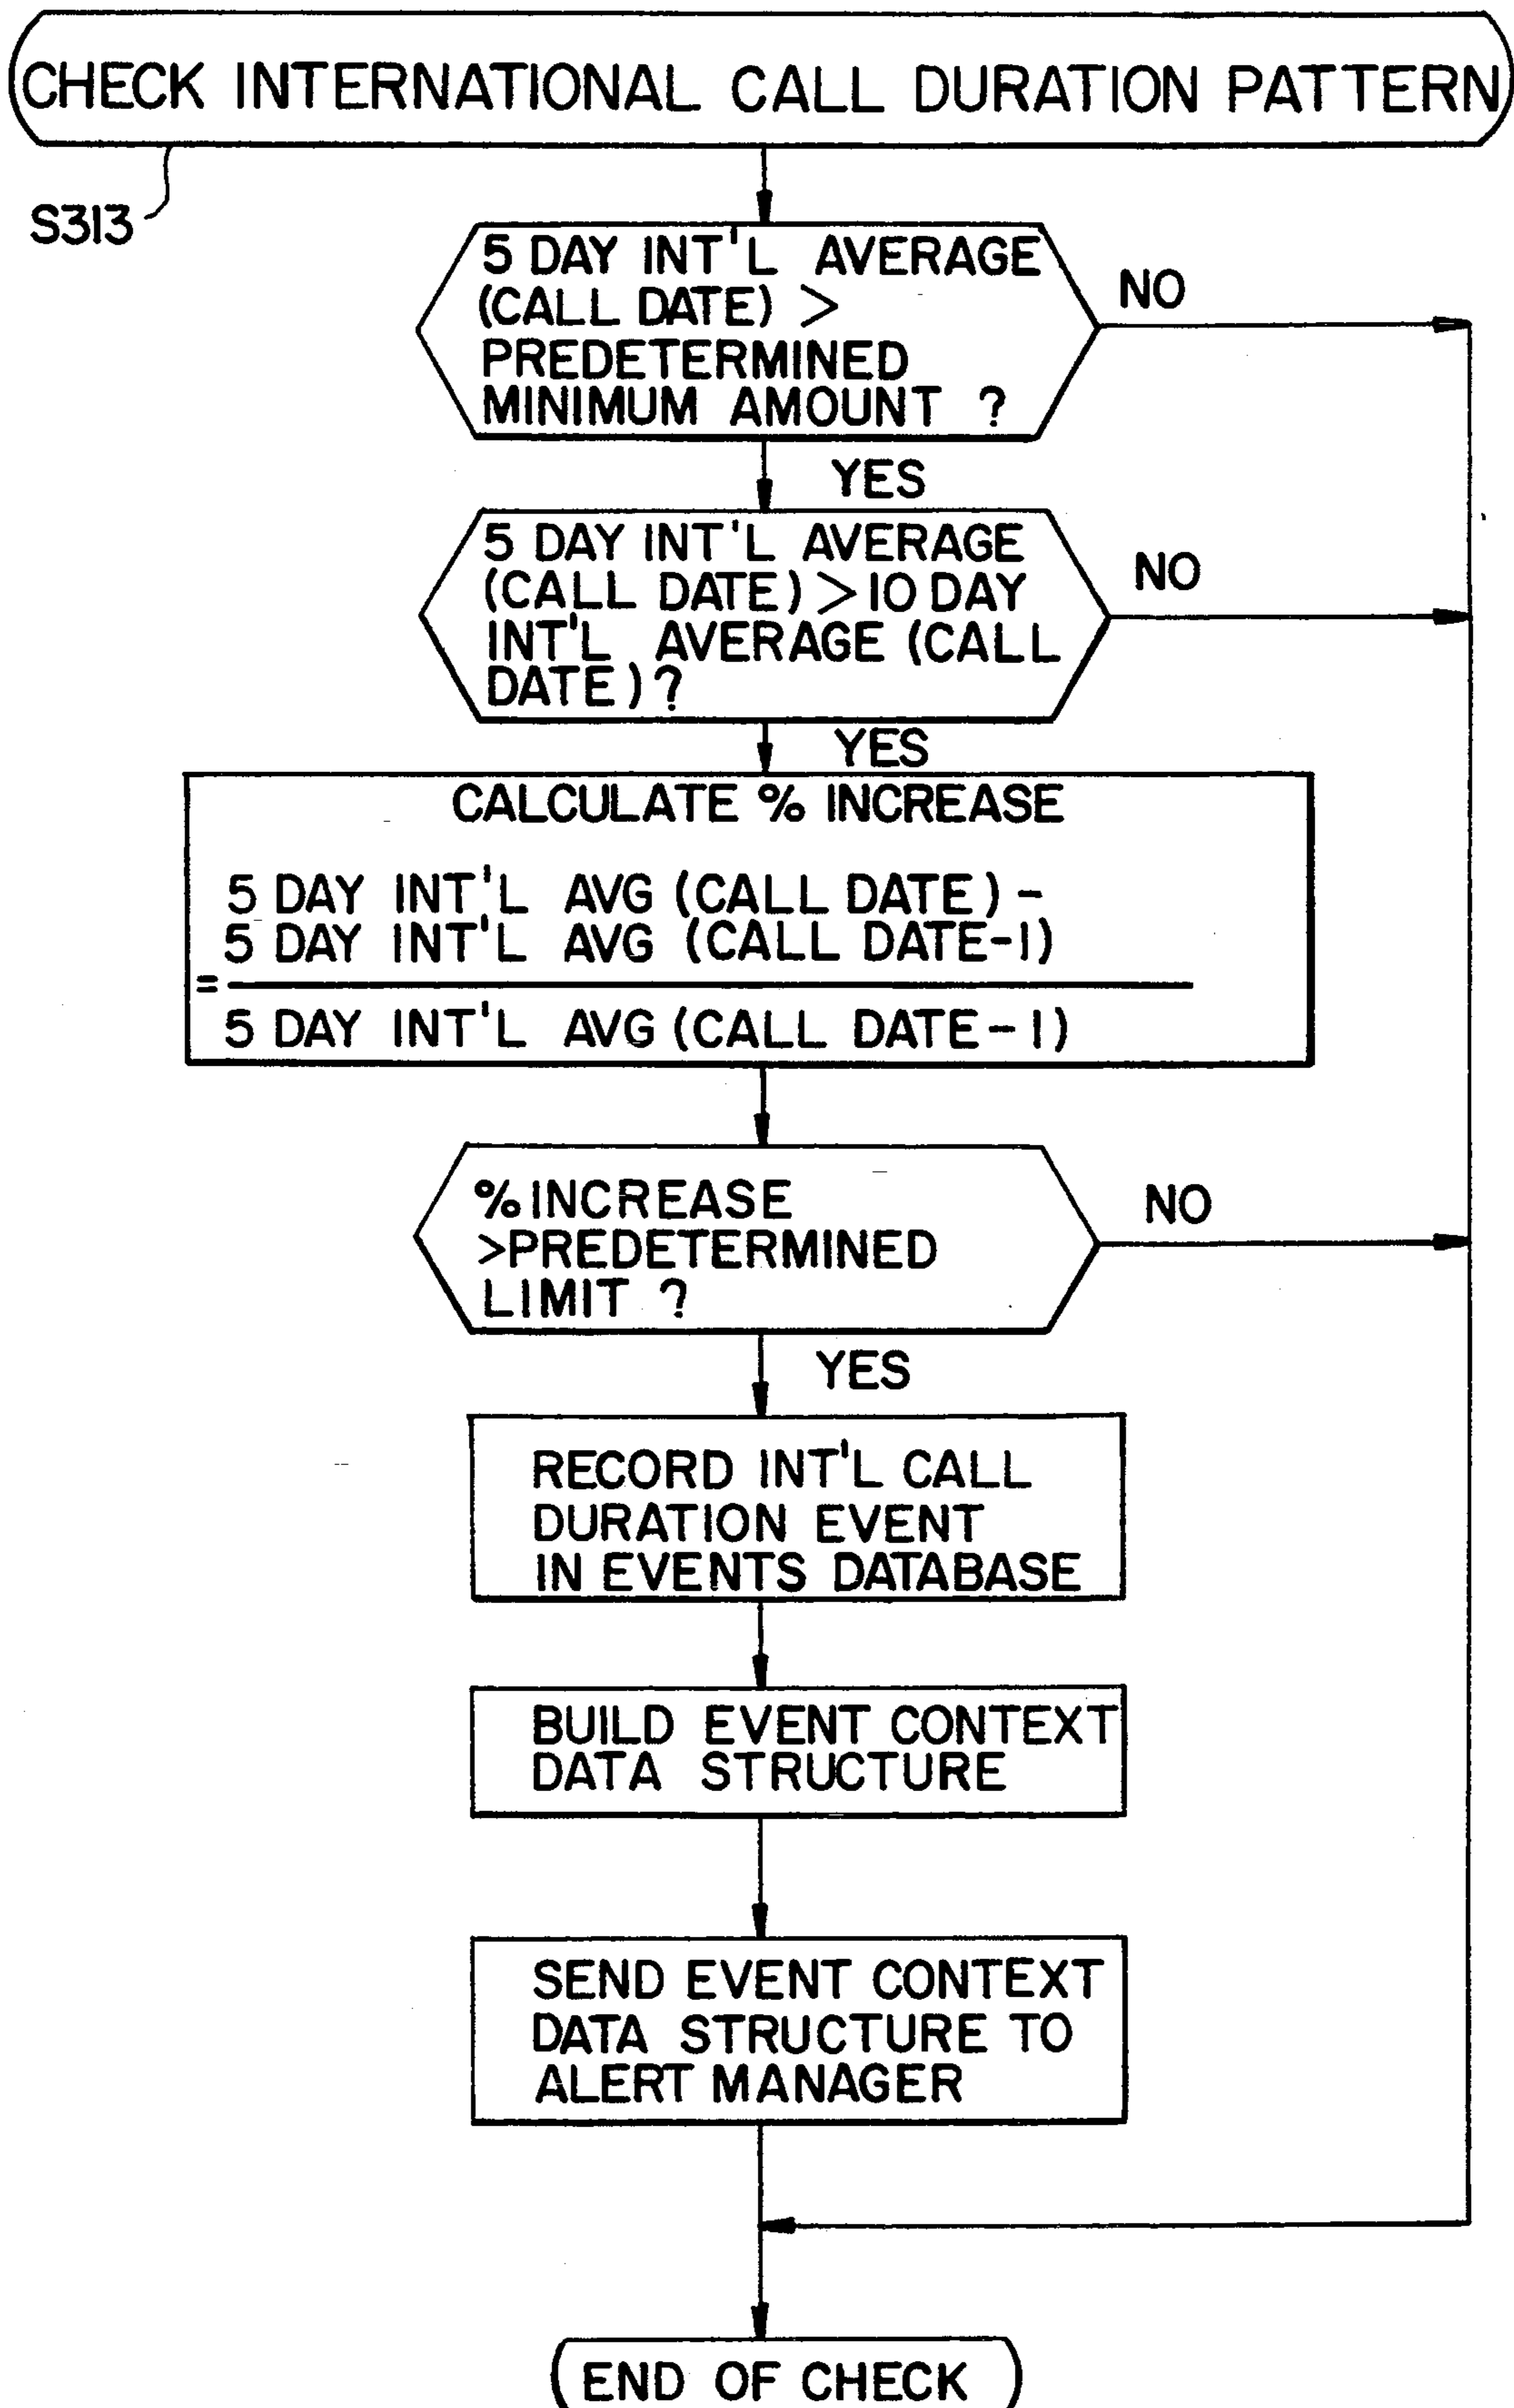 CHECK INTERNATIONAL CALL DURATION PATTERN
S313
5 DAY INT'L AVERAGE
(CALL DATE) >
PREDETERMINED
MINIMUM AMOUNT ?
NO
YES
5 DAY INT'L AVERAGE
(CALL DATE) > 10 DAY
INT'L AVERAGE (CALL
DATE) ?
NO
YES
CALCULATE % INCREASE
5 DAY INT'L AVG (CALL DATE) -
5 DAY INT'L AVG (CALL DATE-1)
=
5 DAY INT'L AVG (CALL DATE-1)
% INCREASE
>PREDETERMINED
LIMIT ?
NO
YES
RECORD INT'L CALL
DURATION EVENT
IN EVENTS DATABASE
BUILD EVENT CONTEXT
DATA STRUCTURE
SEND EVENT CONTEXT
DATA STRUCTURE TO
ALERT MANAGER
END OF CHECK